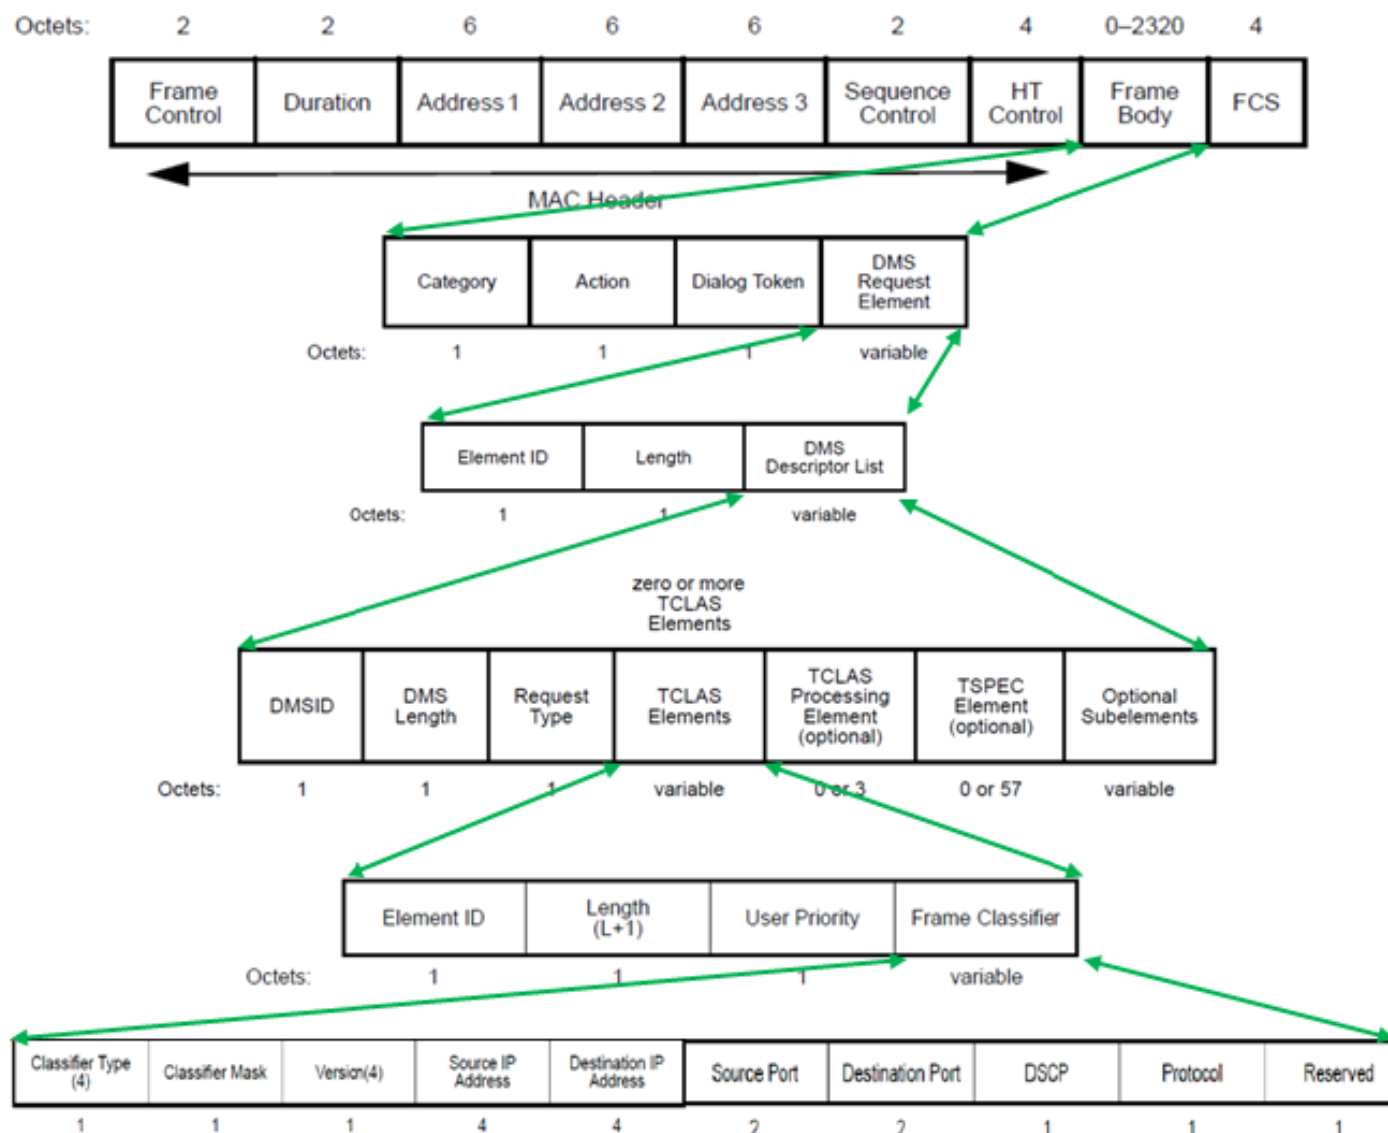 Octets: 2 2 6 6 6 2 4 0–2320 4
Frame Control Duration Address 1 Address 2 Address 3 Sequence Control HT Control Frame Body FCS
MAC Header
Category Action Dialog Token DMS Request Element
Octets: 1 1 1 variable
Element ID Length DMS Descriptor List
Octets: 1 1 variable
zero or more
TCLAS
Elements
DMSID DMS Length Request Type TCLAS Elements TCLAS Processing Element (optional) TSPEC Element (optional) Optional Subelements
Octets: 1 1 1 variable 0 or 3 0 or 57 variable
Element ID Length (L+1) User Priority Frame Classifier
Octets: 1 1 1 variable
Classifier Type (4) Classifier Mask Version(4) Source IP Address Destination IP Address Source Port Destination Port DSCP Protocol Reserved
1 1 1 4 4 2 2 1 1 1